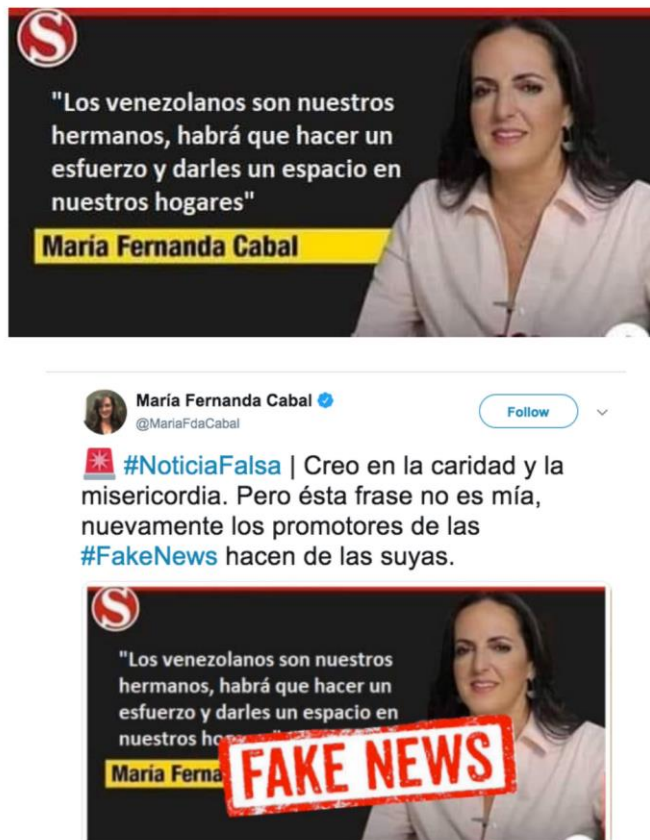 S
"Los venezolanos son nuestros
hermanos, habrá que hacer un
esfuerzo y darles un espacio en
nuestros hogares"
María Fernanda Cabal
María Fernanda Cabal
@MariaFdaCabal
Follow
#NoticiaFalsa | Creo en la caridad y la
misericordia. Pero ésta frase no es mía,
nuevamente los promotores de las
#FakeNews hacen de las suyas.
S
"Los venezolanos son nuestros
hermanos, habrá que hacer un
esfuerzo y darles un espacio en
nuestros
María Ferna
FAKE NEWS